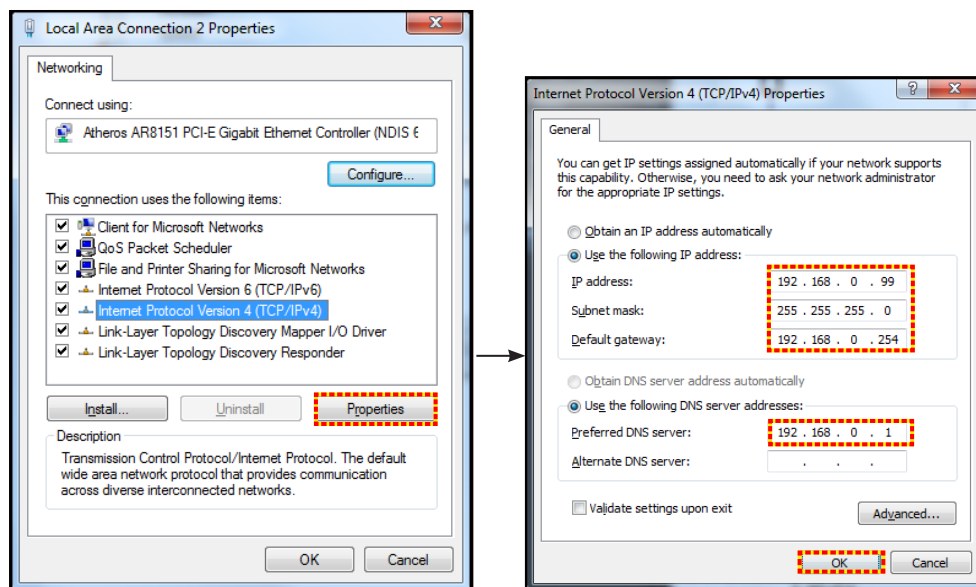 Local Area Connection 2 Properties
Networking
Connect using:
Atheros AR8151 PCI-E Gigabit Ethernet Controller (NDIS 6
Configure...
This connection uses the following items:
Client for Microsoft Networks
QoS Packet Scheduler
File and Printer Sharing for Microsoft Networks
Internet Protocol Version 6 (TCP/IPv6)
Internet Protocol Version 4 (TCP/IPv4)
Link-Layer Topology Discovery Mapper I/O Driver
Link-Layer Topology Discovery Responder
Install...
Uninstall
Properties
Description
Transmission Control Protocol/Internet Protocol. The default
wide area network protocol that provides communication
across diverse interconnected networks.
OK
Cancel
Internet Protocol Version 4 (TCP/IPv4) Properties
General
You can get IP settings assigned automatically if your network supports
this capability. Otherwise, you need to ask your network administrator
for the appropriate IP settings.
Obtain an IP address automatically
Use the following IP address:
IP address: 192 . 168 . 0 . 99
Subnet mask: 255 . 255 . 255 . 0
Default gateway: 192 . 168 . 0 . 254
Obtain DNS server address automatically
Use the following DNS server addresses:
Preferred DNS server: 192 . 168 . 0 . 1
Alternate DNS server: . . .
Validate settings upon exit
Advanced...
OK
Cancel